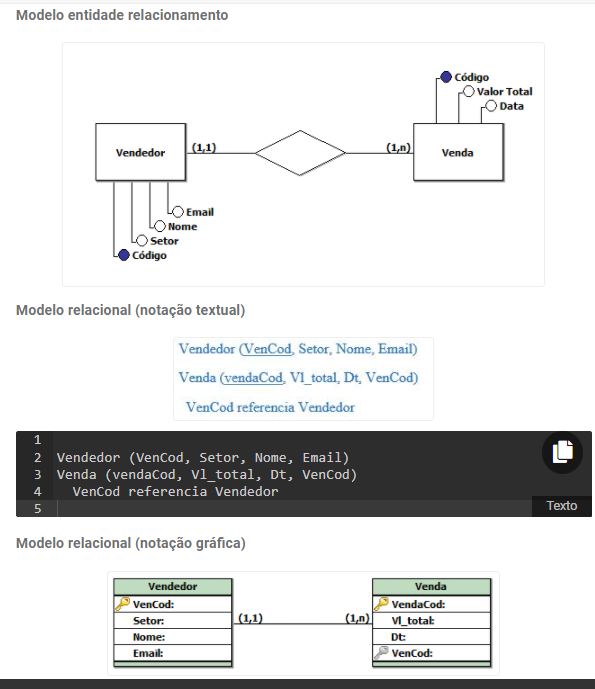 Modelo entidade relacionamento
Código
Valor Total
Data
Vendedor
(1,1)
(1,n)
Venda
Email
Nome
Setor
Código
Modelo relacional (notação textual)
Vendedor (VenCod, Setor, Nome, Email)
Venda (vendaCod, Vl_total, Dt, VenCod)
VenCod referencia Vendedor
1
2 Vendedor (VenCod, Setor, Nome, Email)
3 Venda (vendaCod, Vl_total, Dt, VenCod)
4 VenCod referencia Vendedor
5
Texto
Modelo relacional (notação gráfica)
Vendedor
VenCod:
Setor:
Nome:
Email:
(1,1)
(1,n)
Venda
VendaCod:
Vl_total:
Dt:
VenCod: